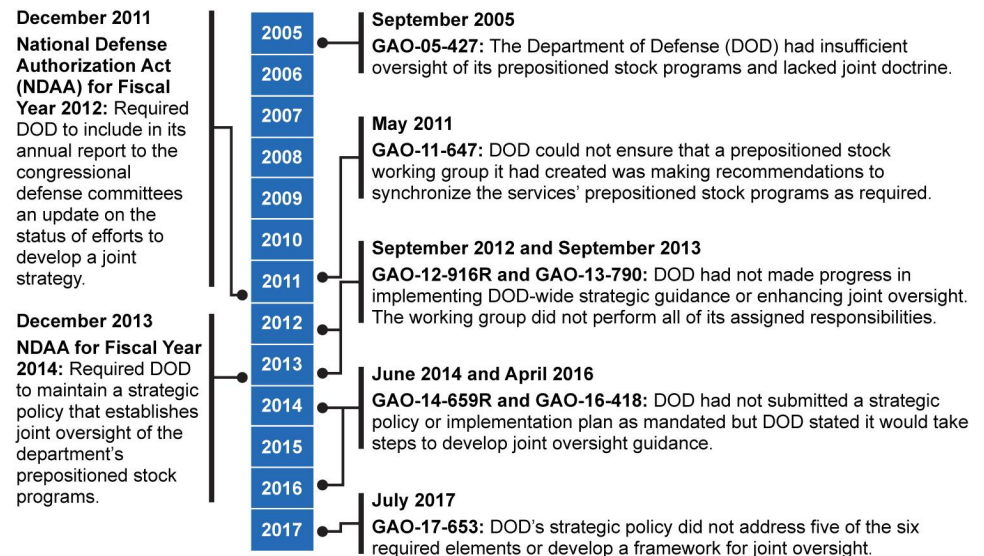 December 2011
National Defense
Authorization Act
(NDAA) for Fiscal
Year 2012: Required
DOD to include in its
annual report to the
congressional
defense committees
an update on the
status of efforts to
develop a joint
strategy.
December 2013
NDAA for Fiscal Year
2014: Required DOD
to maintain a strategic
policy that establishes
joint oversight of the
department’s
prepositioned stock
programs.
2005
2006
2007
2008
2009
2010
2011
2012
2013
2014
2015
2016
2017
September 2005
GAO-05-427: The Department of Defense (DOD) had insufficient
oversight of its prepositioned stock programs and lacked joint doctrine.
May 2011
GAO-11-647: DOD could not ensure that a prepositioned stock
working group it had created was making recommendations to
synchronize the services’ prepositioned stock programs as required.
September 2012 and September 2013
GAO-12-916R and GAO-13-790: DOD had not made progress in
implementing DOD-wide strategic guidance or enhancing joint oversight.
The working group did not perform all of its assigned responsibilities.
June 2014 and April 2016
GAO-14-659R and GAO-16-418: DOD had not submitted a strategic
policy or implementation plan as mandated but DOD stated it would take
steps to develop joint oversight guidance.
July 2017
GAO-17-653: DOD’s strategic policy did not address five of the six
required elements or develop a framework for joint oversight.